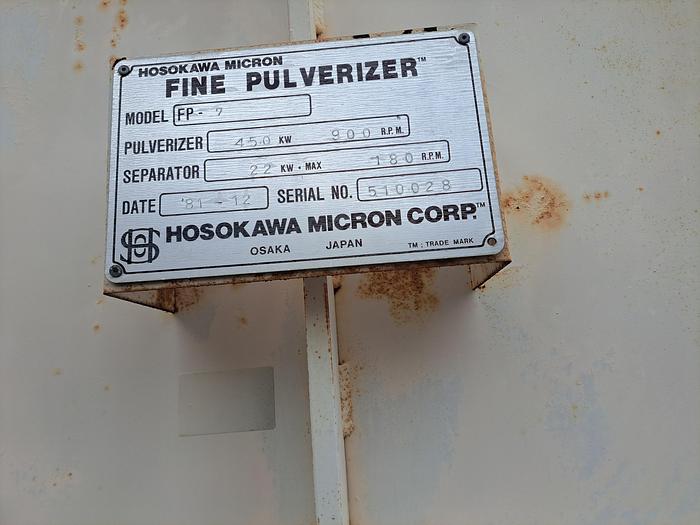 HOSOKAWA MICRON
FINE PULVERIZER™
MODEL FP-7
PULVERIZER 450 KW 900 R.P.M.
SEPARATOR 22 KW・MAX 180 R.P.M.
DATE '81-12 SERIAL NO. 510028
HOSOKAWA MICRON CORP.™
OSAKA JAPAN TM : TRADE MARK